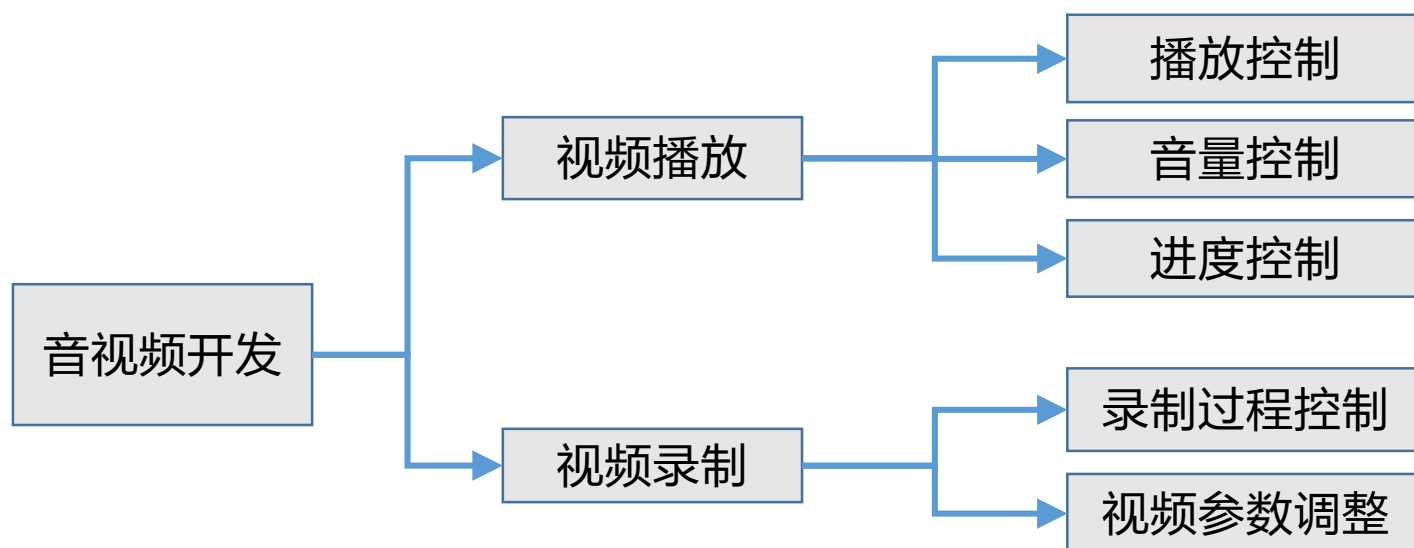 音视频开发
视频播放
播放控制
音量控制
进度控制
视频录制
录制过程控制
视频参数调整